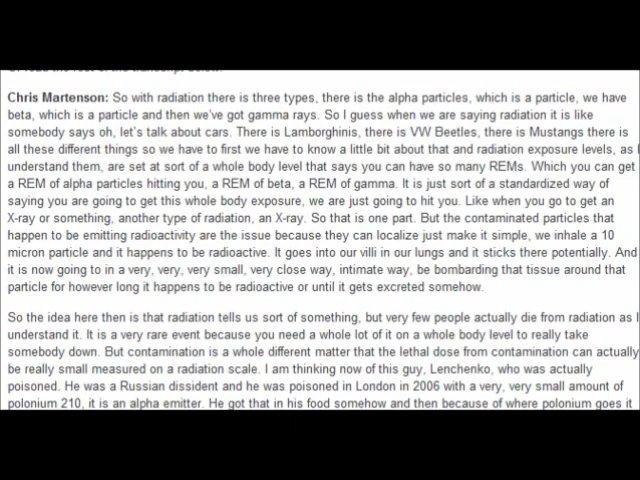 Or read the rest of the transcript below.
Chris Martenson: So with radiation there is three types, there is the alpha particles, which is a particle, we have
beta, which is a particle and then we've got gamma rays. So I guess when we are saying radiation it is like
somebody says oh, let's talk about cars. There is Lamborghinis, there is VW Beetles, there is Mustangs there is
all these different things so we have to first we have to know a little bit about that and radiation exposure levels, as I
understand them, are set at sort of a whole body level that says you can have so many REMs. Which you can get
a REM of alpha particles hitting you, a REM of beta, a REM of gamma. It is just sort of a standardized way of
saying you are going to get this whole body exposure, we are just going to hit you. Like when you go to get an
X-ray or something, another type of radiation, an X-ray. So that is one part. But the contaminated particles that
happen to be emitting radioactivity are the issue because they can localize just make it simple, we inhale a 10
micron particle and it happens to be radioactive. It goes into our villi in our lungs and it sticks there potentially. And
it is now going to in a very, very, very small, very close way, intimate way, be bombarding that tissue around that
particle for however long it happens to be radioactive or until it gets excreted somehow.
So the idea here then is that radiation tells us sort of something, but very few people actually die from radiation as I
understand it. It is a very rare event because you need a whole lot of it on a whole body level to really take
somebody down. But contamination is a whole different matter that the lethal dose from contamination can actually
be really small measured on a radiation scale. I am thinking now of this guy, Lenchenko, who was actually
poisoned. He was a Russian dissident and he was poisoned in London in 2006 with a very, very small amount of
polonium 210, it is an alpha emitter. He got that in his food somehow and then because of where polonium goes it